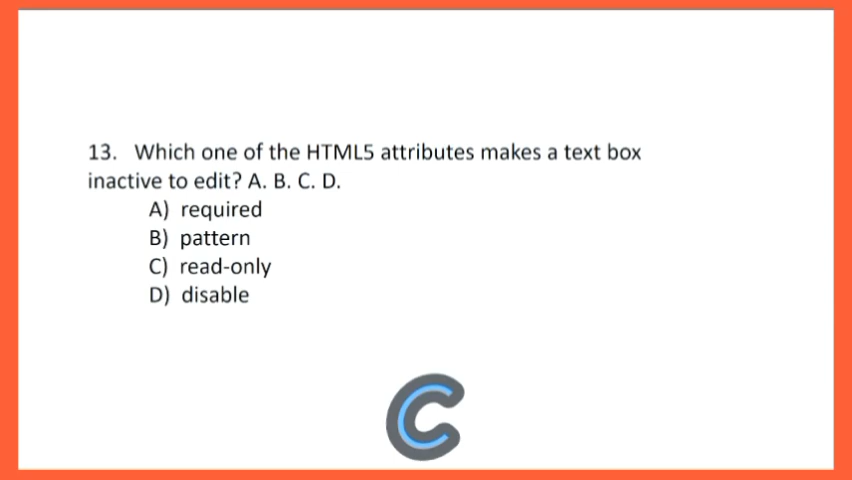 13. Which one of the HTML5 attributes makes a text box
inactive to edit? A. B. C. D.
A) required
B) pattern
C) read-only
D) disable
C